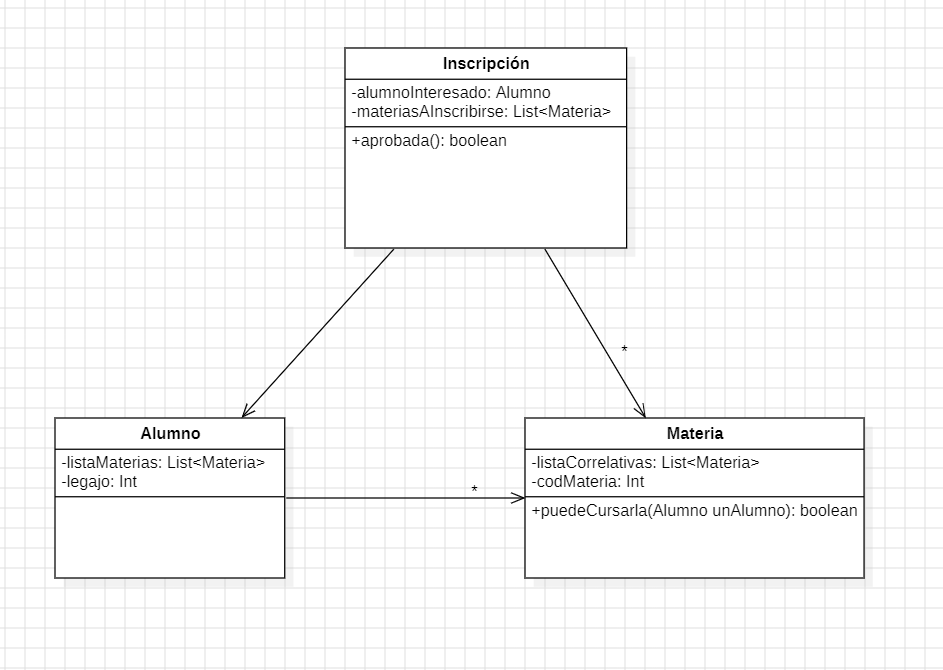 Inscripción
-alumnoInteresado: Alumno
-materiasAInscribirse: List<Materia>
+aprobada(): boolean
*
Alumno
-listaMaterias: List<Materia>
-legajo: Int
*
Materia
-listaCorrelativas: List<Materia>
-codMateria: Int
+puedeCursarla(Alumno unAlumno): boolean